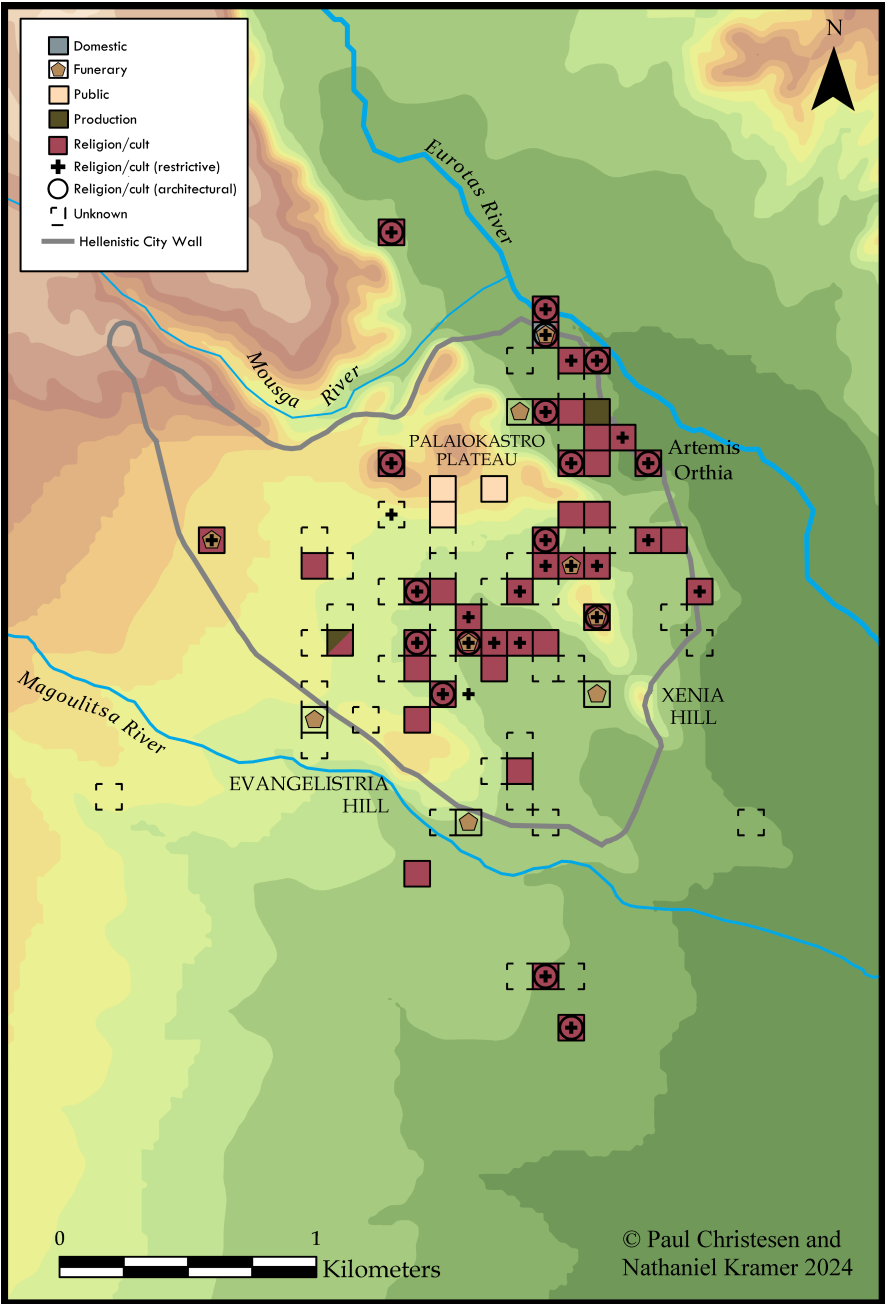 Domestic
Funerary
Public
Production
Religion/cult
Religion/cult (restrictive)
Religion/cult (architectural)
Unknown
Hellenistic City Wall
N
Eurotas River
Mousga River
PALAIOKASTRO
PLATEAU
Artemis
Orthia
Magoulitsa River
XENIA
HILL
EVANGELISTRIA
HILL
0 1
Kilometers
© Paul Christesen and
Nathaniel Kramer 2024